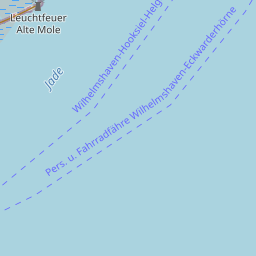 Leuchtfeuer
Alte Mole
Jade
Wilhelmshaven-Hooksiel-Helg
Pers. u. Fahrradfähre Wilhelmshaven-Eckwarderhörne